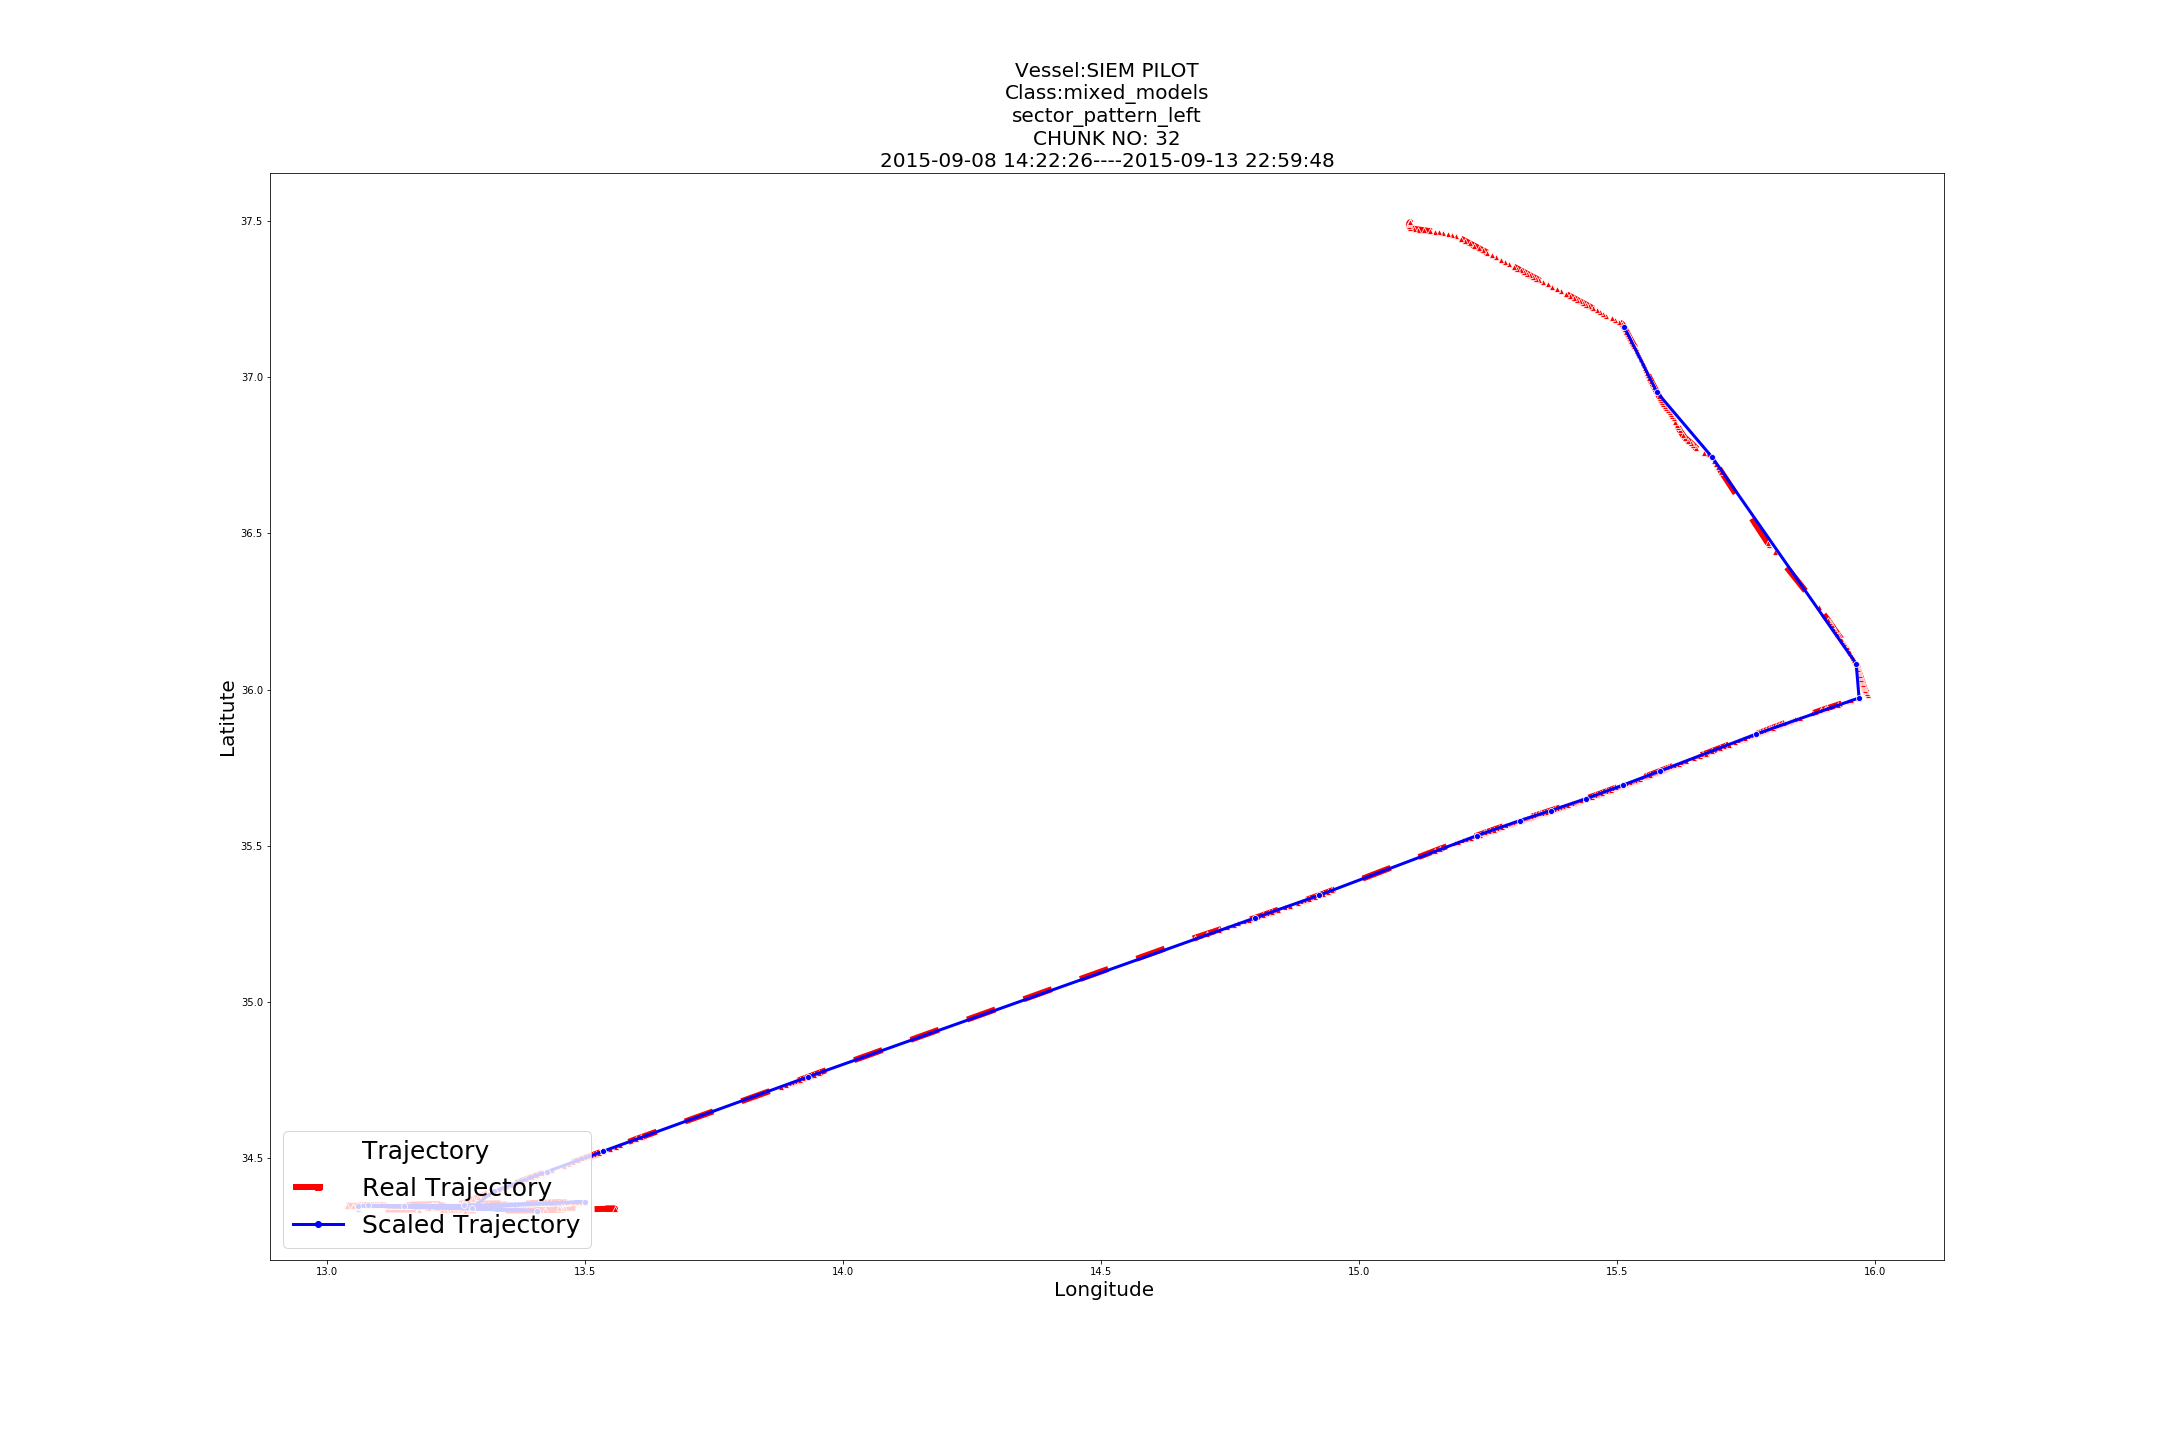 Vessel:SIEM PILOT
Class:mixed_models
sector_pattern_left
CHUNK NO: 32
2015-09-08 14:22:26----2015-09-13 22:59:48
37.5
37.0
36.5
36.0
35.5
35.0
34.5
Latitute
Trajectory
Real Trajectory
Scaled Trajectory
13.0 13.5 14.0 14.5 15.0 15.5 16.0
Longitude